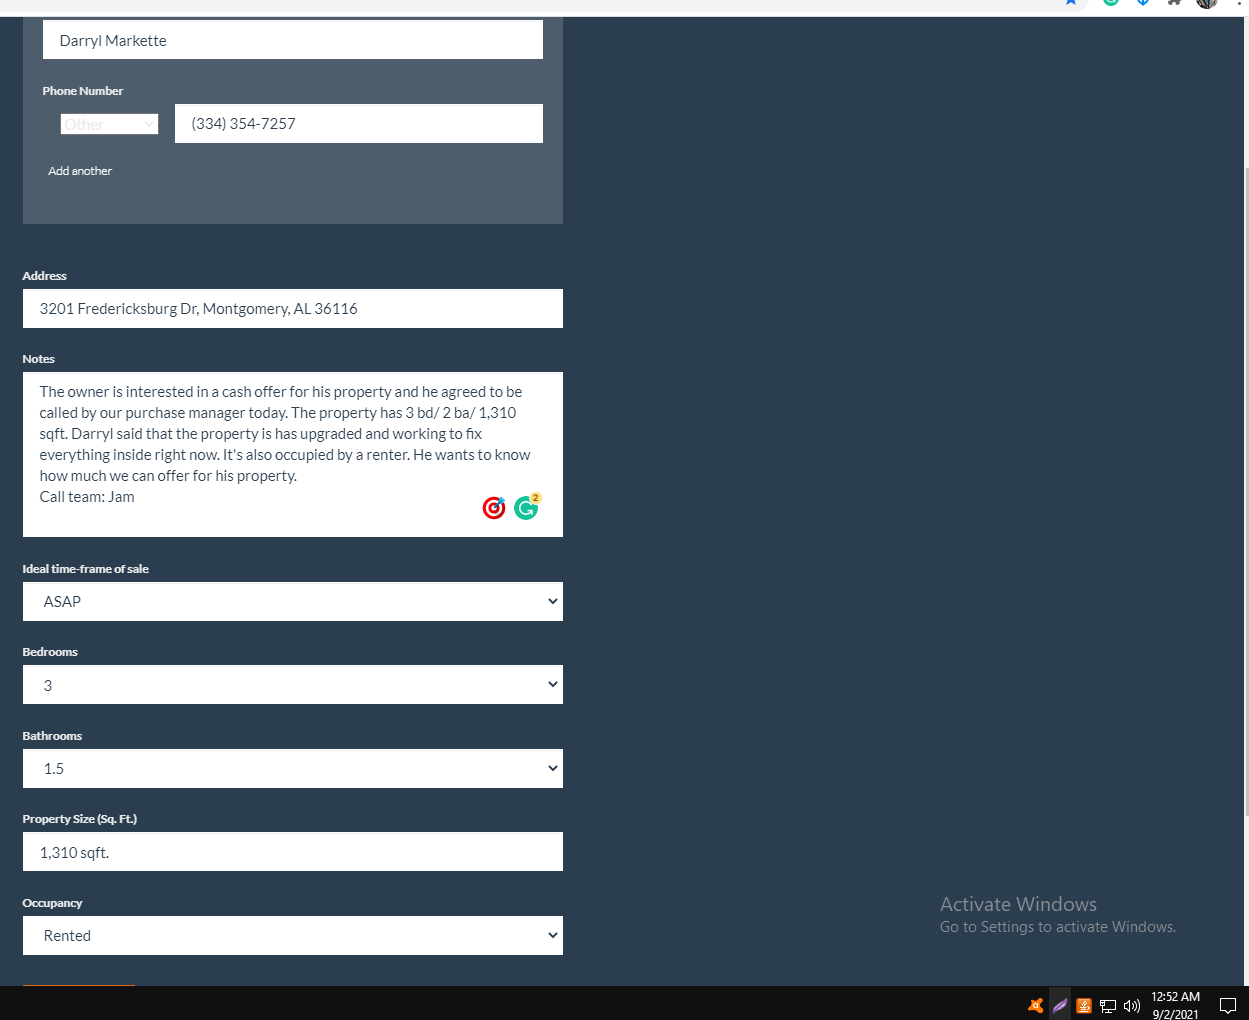 Darryl Markette
Phone Number
Other
(334) 354-7257
Add another
Address
3201 Fredericksburg Dr, Montgomery, AL 36116
Notes
The owner is interested in a cash offer for his property and he agreed to be
called by our purchase manager today. The property has 3 bd/ 2 ba/ 1,310
sqft. Darryl said that the property is has upgraded and working to fix
everything inside right now. It's also occupied by a renter. He wants to know
how much we can offer for his property.
Call team: Jam
2
Ideal time-frame of sale
ASAP
Bedrooms
3
Bathrooms
1.5
Property Size (Sq. Ft.)
1,310 sqft.
Occupancy
Rented
Activate Windows
Go to Settings to activate Windows.
12:52 AM
9/2/2021